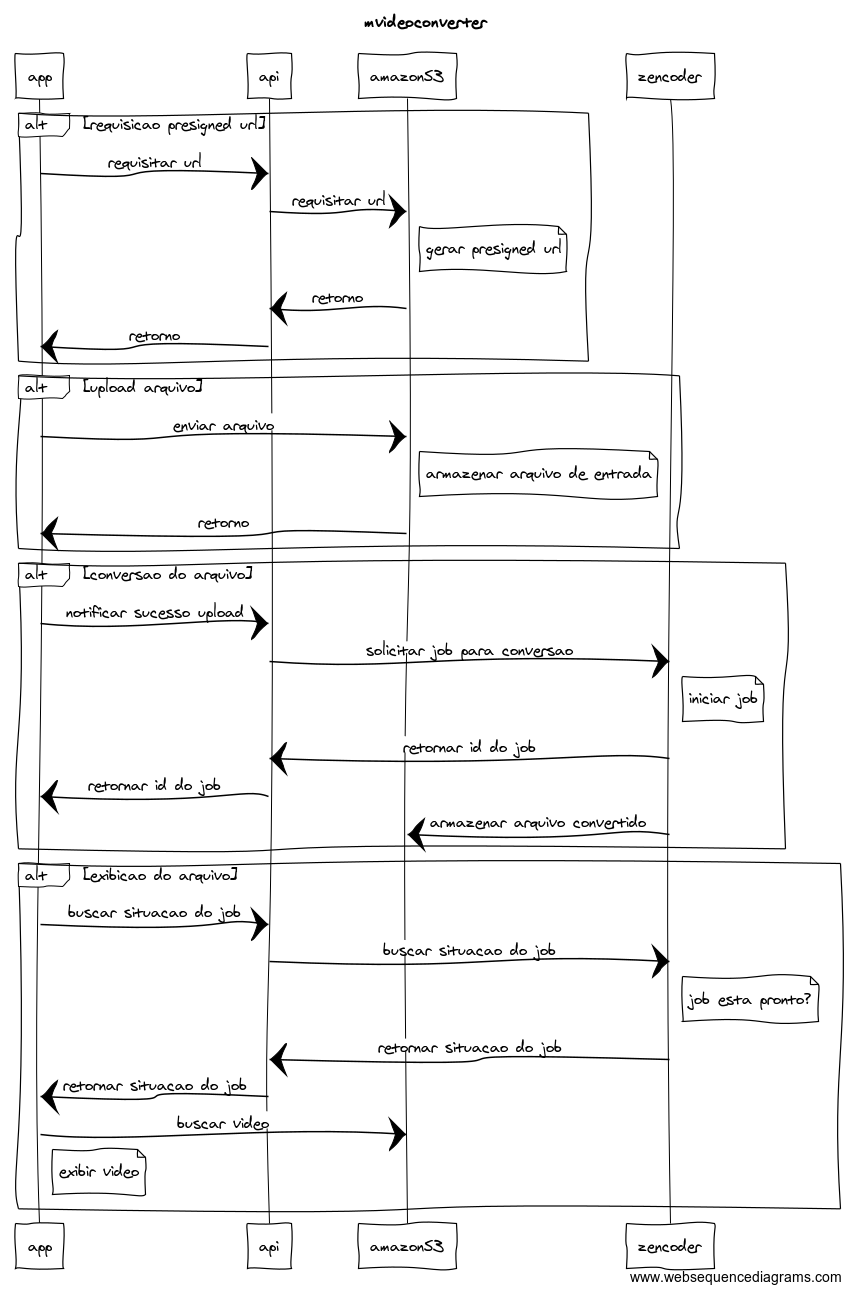 mvideoconverter
app
api
amazonS3
zencoder
alt
[requisicao presigned url]
requisitar url
requisitar url
gerar presigned url
retorno
retorno
alt
[upload arquivo]
enviar arquivo
armazenar arquivo de entrada
retorno
alt
[conversao do arquivo]
notificar sucesso upload
solicitar job para conversao
iniciar job
retornar id do job
retornar id do job
armazenar arquivo convertido
alt
[exibicao do arquivo]
buscar situacao do job
buscar situacao do job
job esta pronto?
retornar situacao do job
retornar situacao do job
buscar video
exibir video
app
api
amazonS3
zencoder
www.websequencediagrams.com